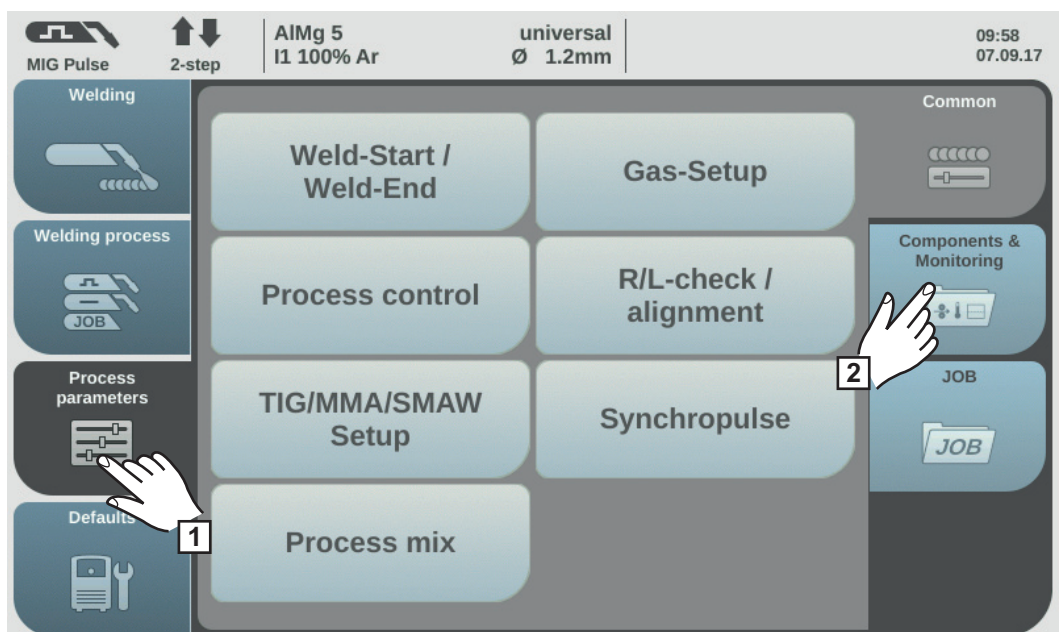 MIG Pulse
2-step
AlMg 5
I1 100% Ar
universal
Ø 1.2mm
09:58
07.09.17
Welding
Welding process
JOB
Process
parameters
1
Defaults
Weld-Start /
Weld-End
Gas-Setup
Process control
R/L-check /
alignment
TIG/MMA/SMAW
Setup
Synchropulse
Process mix
Common
Components &
Monitoring
2
JOB
JOB